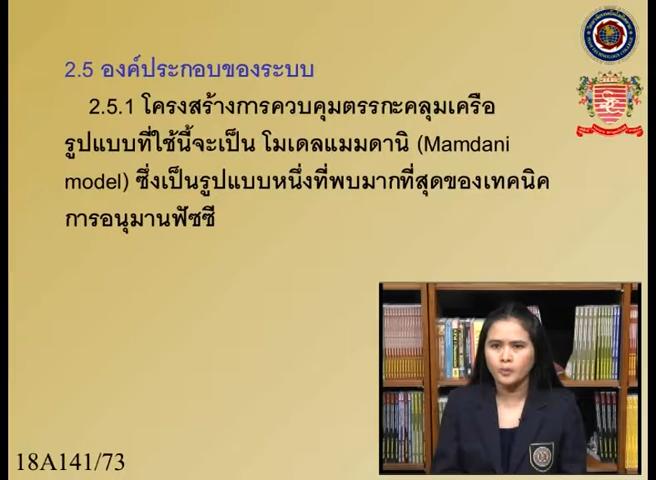 2.5 องค์ประกอบของระบบ
2.5.1 โครงสร้างการควบคุมตรรกะคลุมเครือ
รูปแบบที่ใช้นี้จะเป็น โมเดลแมมดานิ (Mamdani
model) ซึ่งเป็นรูปแบบหนึ่งที่พบมากที่สุดของเทคนิค
การอนุมานฟัซซี
18A141/73